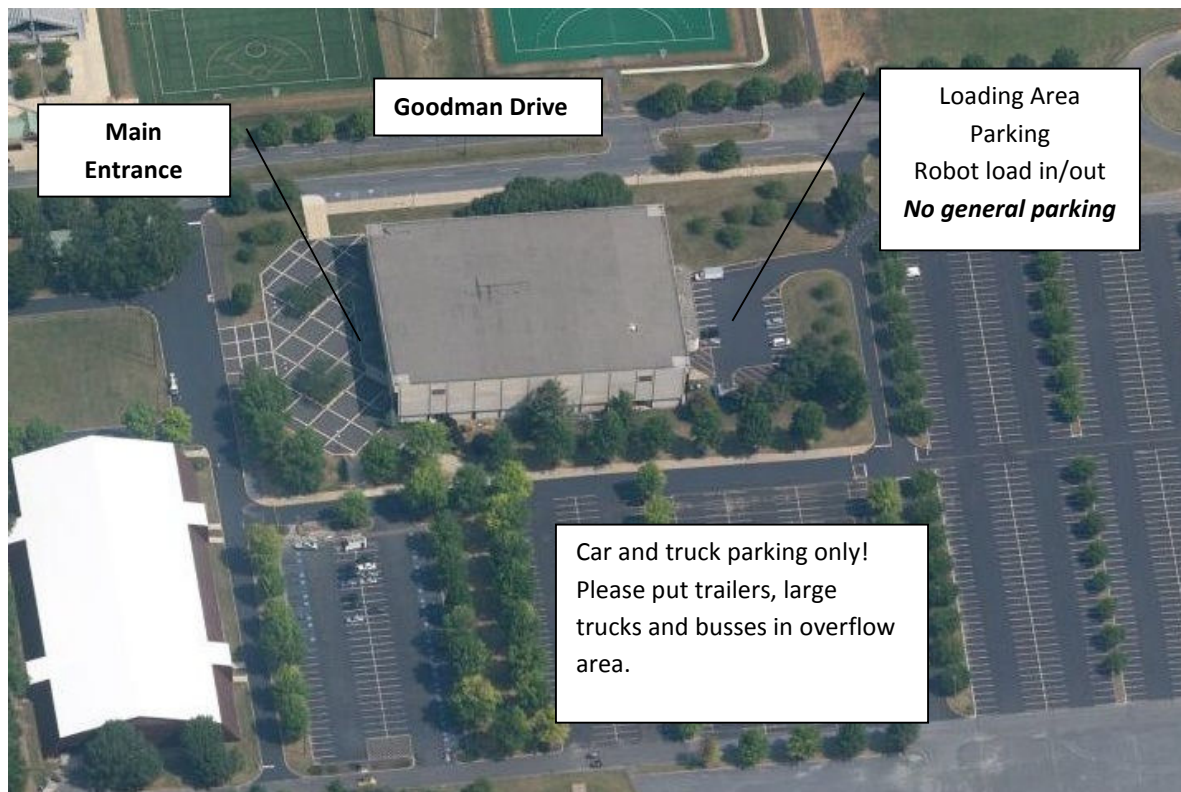 Main
Entrance
Goodman Drive
Loading Area
Parking
Robot load in/out
No general parking
Car and truck parking only!
Please put trailers, large
trucks and busses in overflow
area.